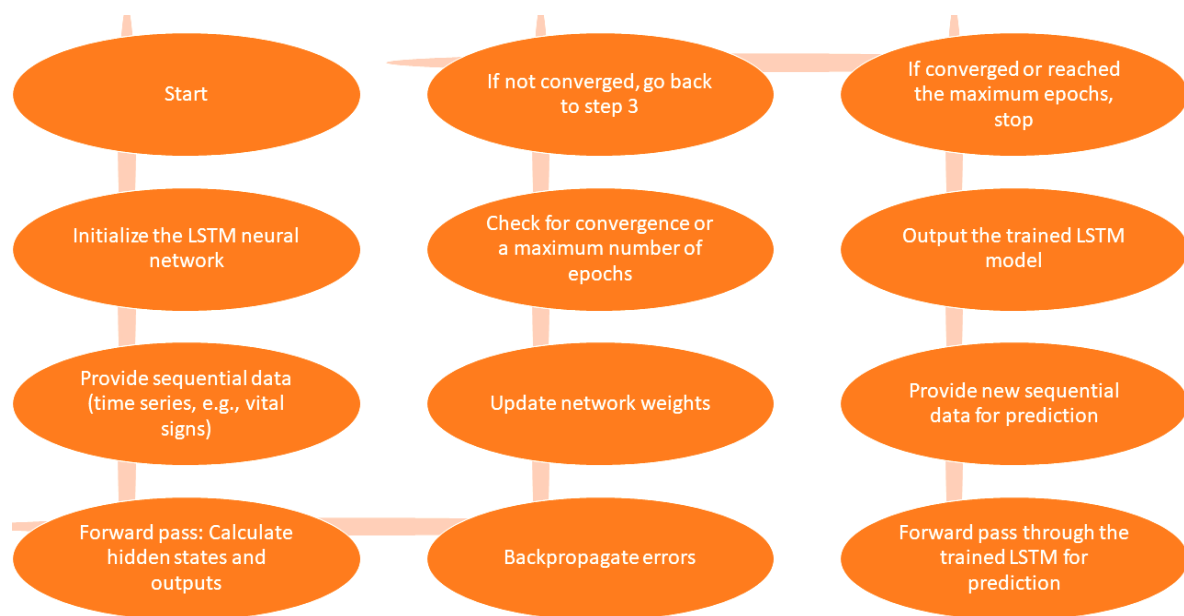 Start
Initialize the LSTM neural
network
Provide sequential data
(time series, e.g., vital
signs)
Forward pass: Calculate
hidden states and
outputs
Backpropagate errors
Update network weights
Check for convergence or
a maximum number of
epochs
If not converged, go back
to step 3
If converged or reached
the maximum epochs,
stop
Output the trained LSTM
model
Provide new sequential
data for prediction
Forward pass through the
trained LSTM for
prediction